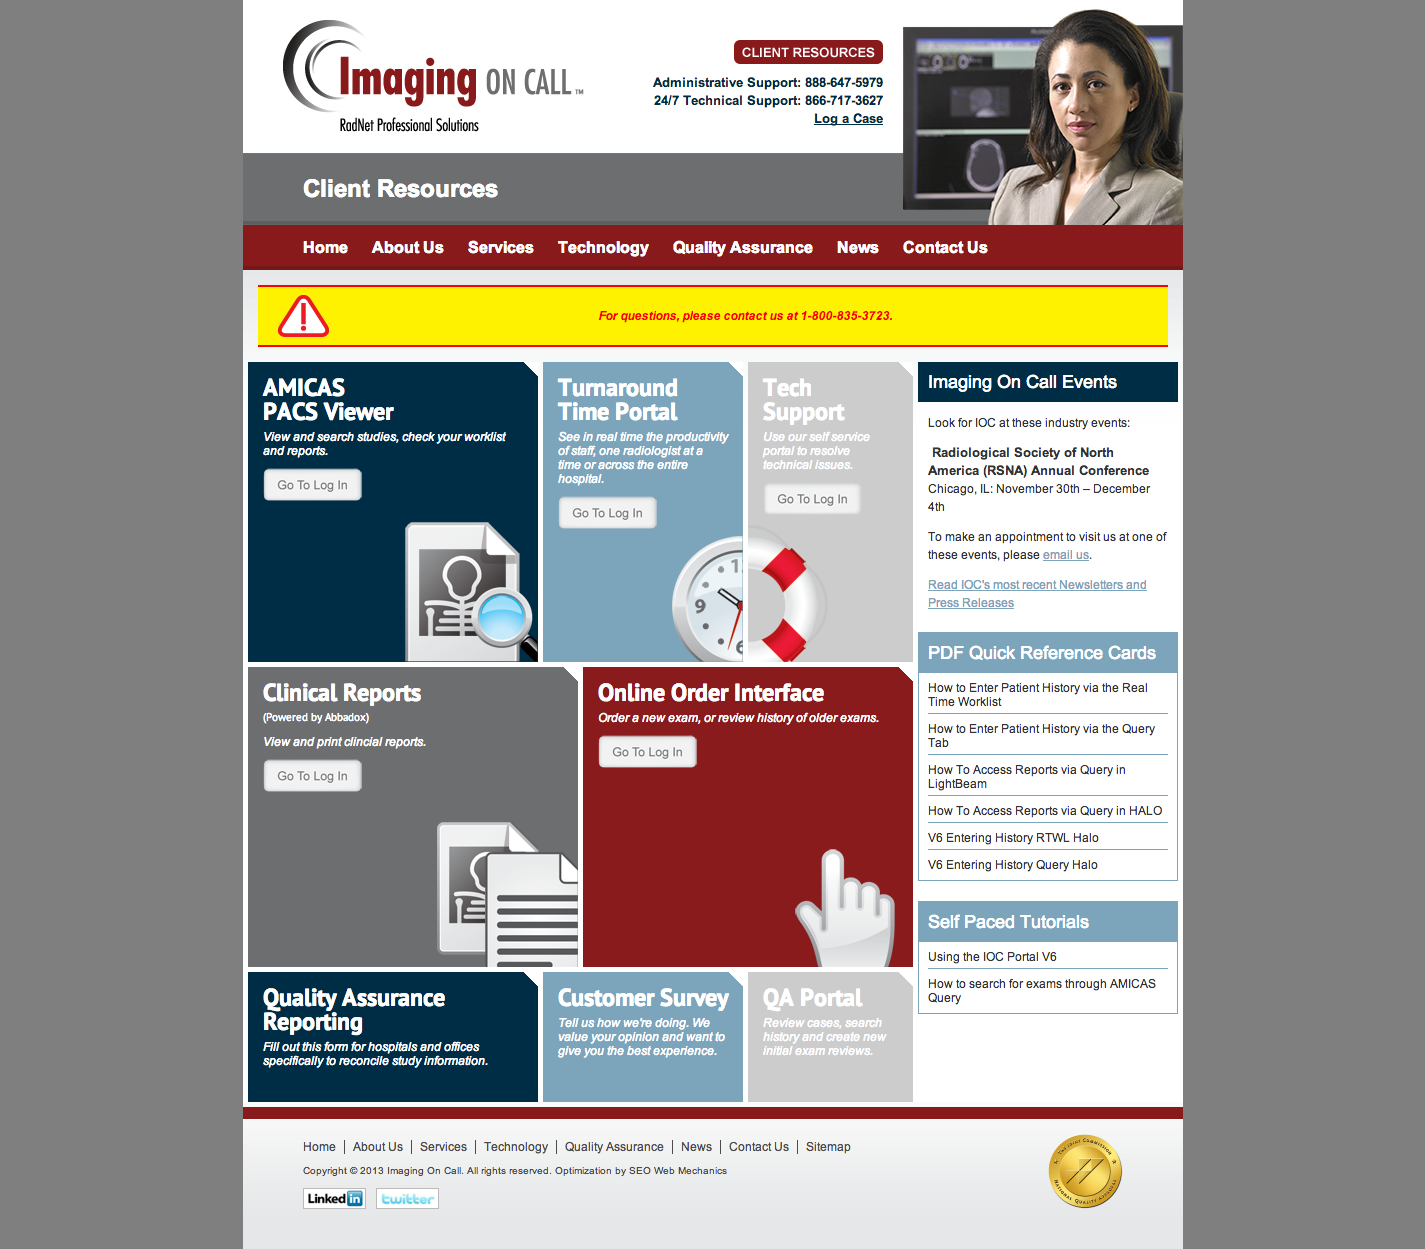 Imaging ON CALL™
RadNet Professional Solutions
CLIENT RESOURCES
Administrative Support: 888-647-5979
24/7 Technical Support: 866-717-3627
Log a Case
Client Resources
Home About Us Services Technology Quality Assurance News Contact Us
For questions, please contact us at 1-800-835-3723.
AMICAS
PACS Viewer
View and search studies, check your worklist
and reports.
Go To Log In
Turnaround
Time Portal
See in real time the productivity
of staff, one radiologist at a
time or across the entire
hospital.
Go To Log In
12
9
6
Tech
Support
Use our self service
portal to resolve
technical issues.
Go To Log In
Clinical Reports
(Powered by Abbadox)
View and print clincial reports.
Go To Log In
Online Order Interface
Order a new exam, or review history of older exams.
Go To Log In
Quality Assurance
Reporting
Fill out this form for hospitals and offices
specifically to reconcile study information.
Customer Survey
Tell us how we're doing. We
value your opinion and want to
give you the best experience.
QA Portal
Review cases, search
history and create new
initial exam reviews.
Imaging On Call Events
Look for IOC at these industry events:
Radiological Society of North
America (RSNA) Annual Conference
Chicago, IL: November 30th – December
4th
To make an appointment to visit us at one of
these events, please email us.
Read IOC's most recent Newsletters and
Press Releases
PDF Quick Reference Cards
How to Enter Patient History via the Real
Time Worklist
How to Enter Patient History via the Query
Tab
How To Access Reports via Query in
LightBeam
How To Access Reports via Query in HALO
V6 Entering History RTWL Halo
V6 Entering History Query Halo
Self Paced Tutorials
Using the IOC Portal V6
How to search for exams through AMICAS
Query
Home | About Us | Services | Technology | Quality Assurance | News | Contact Us | Sitemap
Copyright © 2013 Imaging On Call. All rights reserved. Optimization by SEO Web Mechanics
Linked in
twitter
The Joint Commission
National Quality Approval